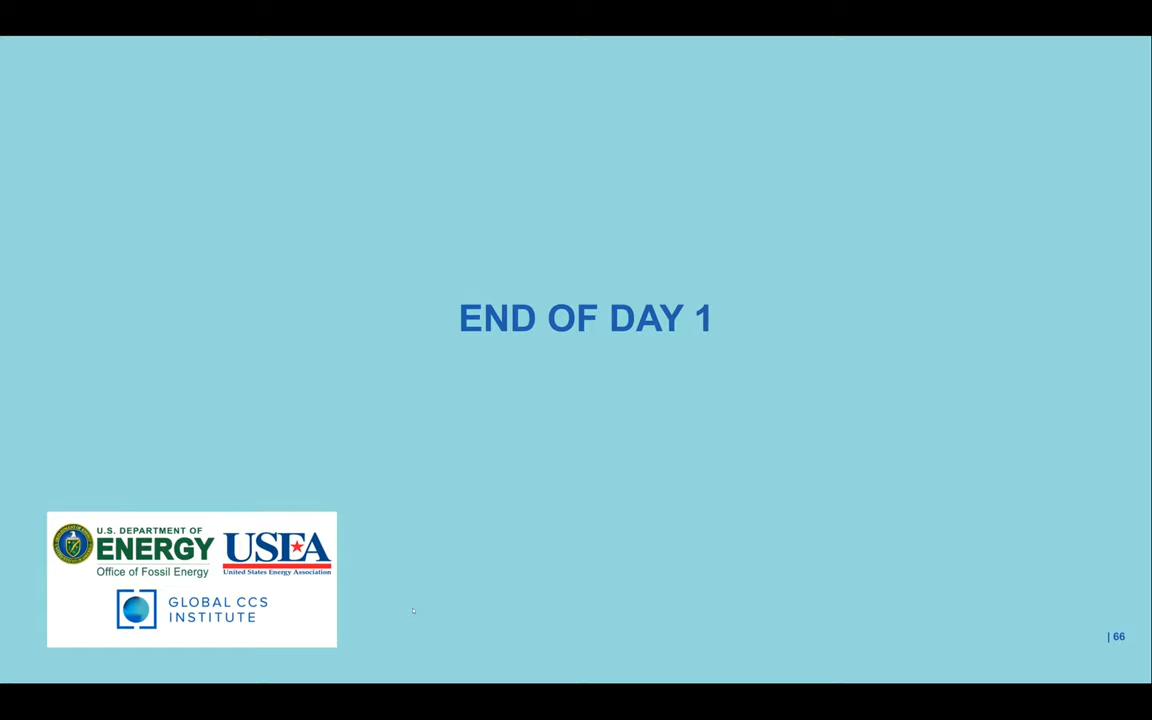 END OF DAY 1
U.S. DEPARTMENT OF
ENERGY
Office of Fossil Energy
USEA
United States Energy Association
GLOBAL CCS
INSTITUTE
| 66